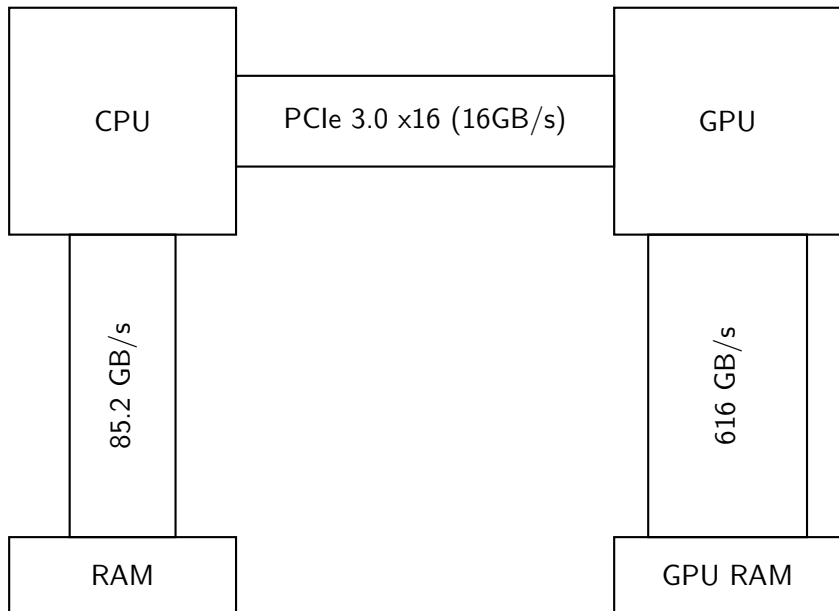 CPU
PCIe 3.0 x16 (16GB/s)
GPU
85.2 GB/s
616 GB/s
RAM
GPU RAM